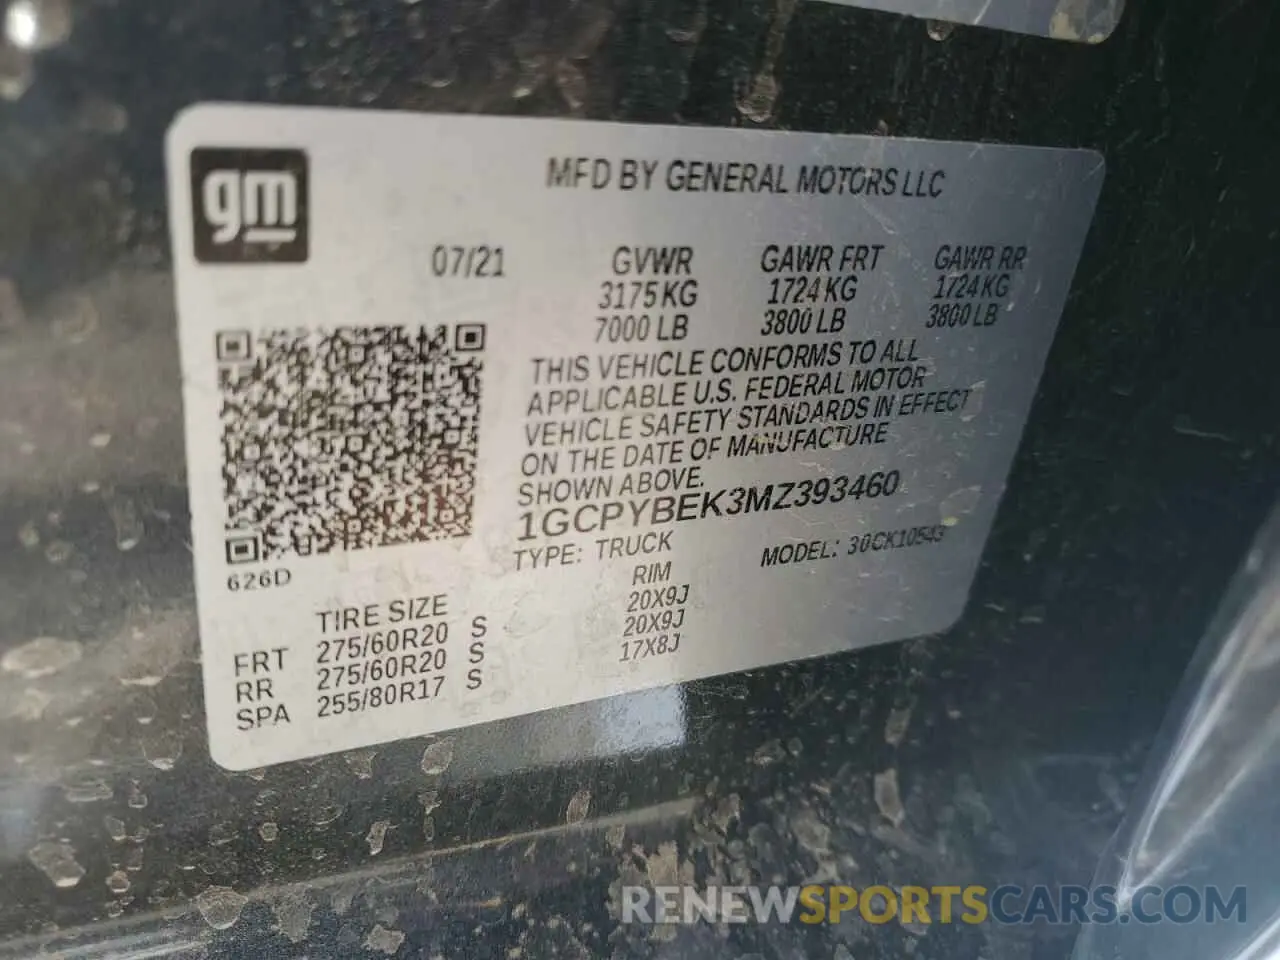 gm
MFD BY GENERAL MOTORS LLC
07/21
GVWR GAWR FRT GAWR RR
3175 KG 1724 KG 1724 KG
7000 LB 3800 LB 3800 LB
THIS VEHICLE CONFORMS TO ALL
APPLICABLE U.S. FEDERAL MOTOR
VEHICLE SAFETY STANDARDS IN EFFECT
ON THE DATE OF MANUFACTURE
SHOWN ABOVE.
1GCPYBEK3MZ393460
TYPE: TRUCK MODEL: 30CK10543
626D
TIRE SIZE RIM
FRT 275/60R20 S 20X9J
RR 275/60R20 S 20X9J
SPA 255/80R17 S 17X8J
RENEWSPORTSCARS.COM